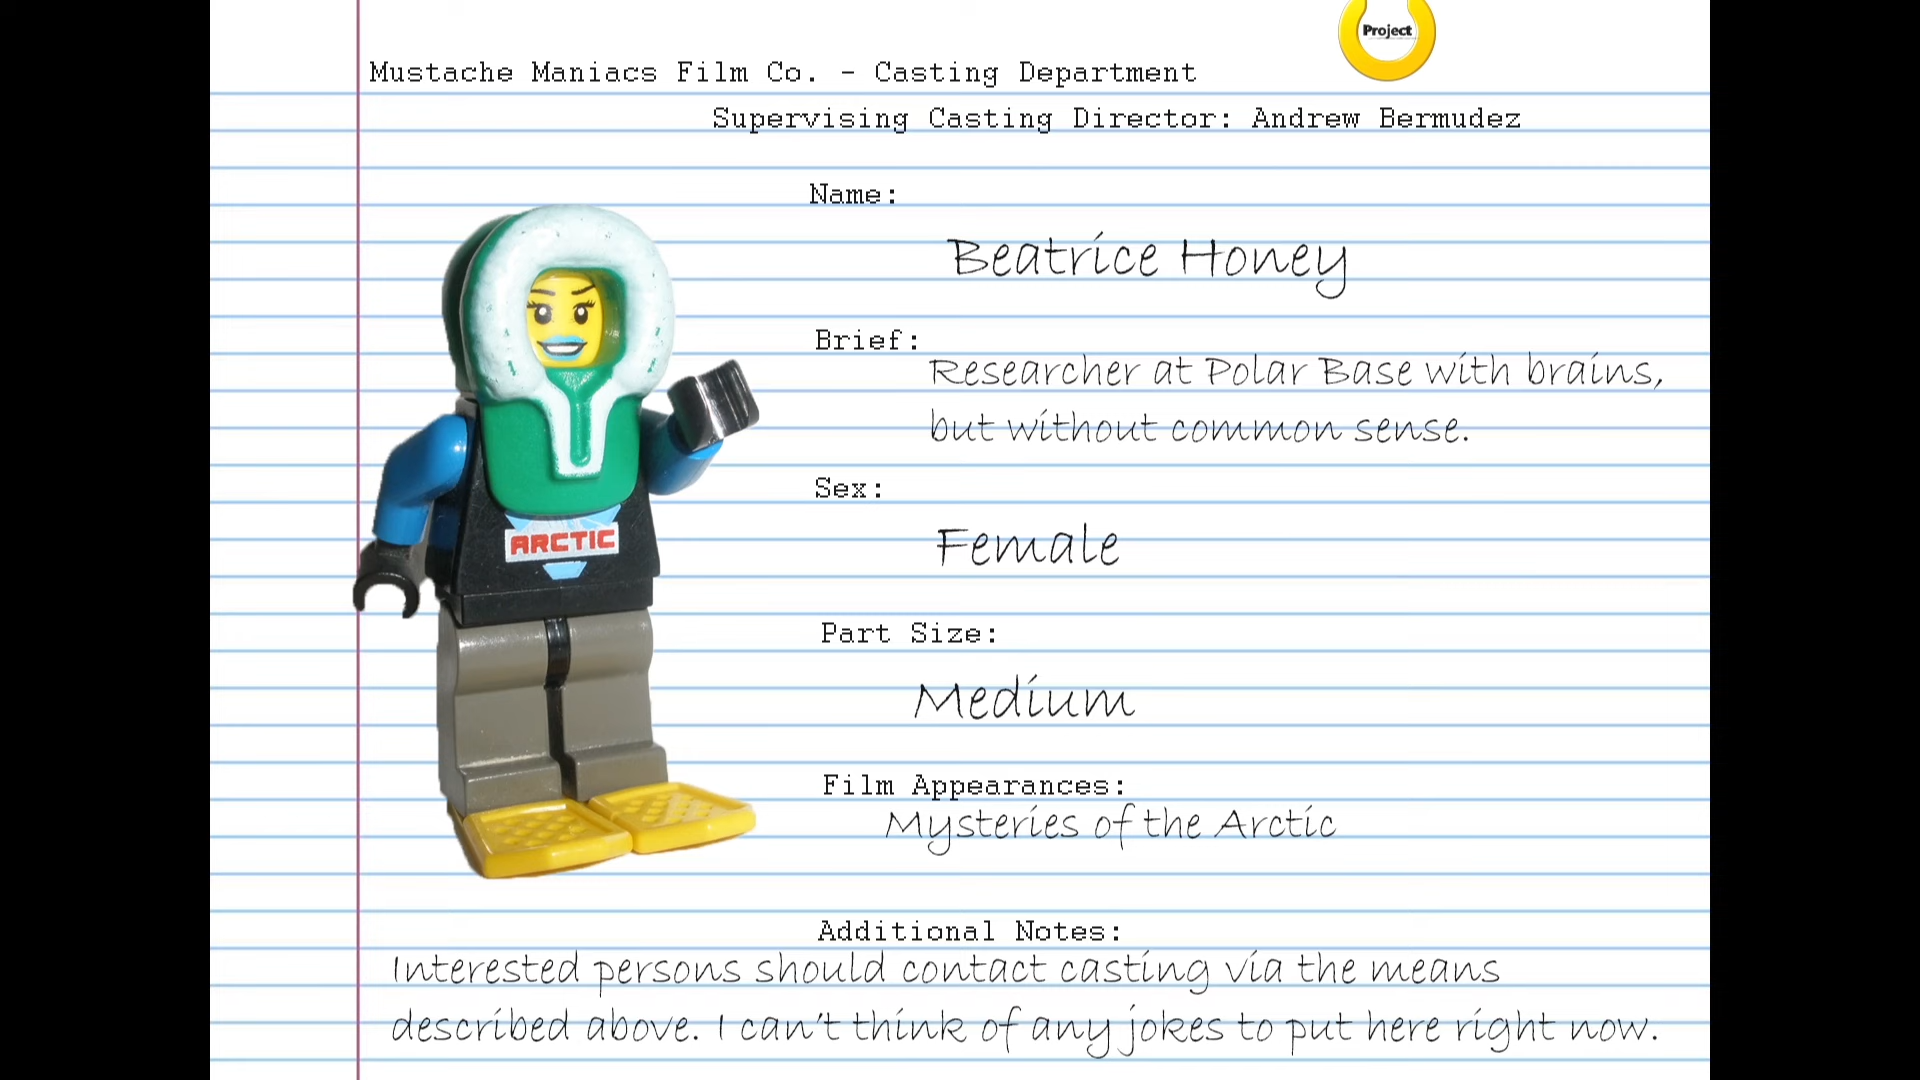 Project
Mustache Maniacs Film Co. - Casting Department
Supervising Casting Director: Andrew Bermudez
Name:
Beatrice Honey
Brief:
Researcher at Polar Base with brains,
but without common sense.
Sex:
Female
ARCTIC
Part Size:
Medium
Film Appearances:
Mysteries of the Arctic
Additional Notes:
Interested persons should contact casting via the means
described above. I can't think of any jokes to put here right now.